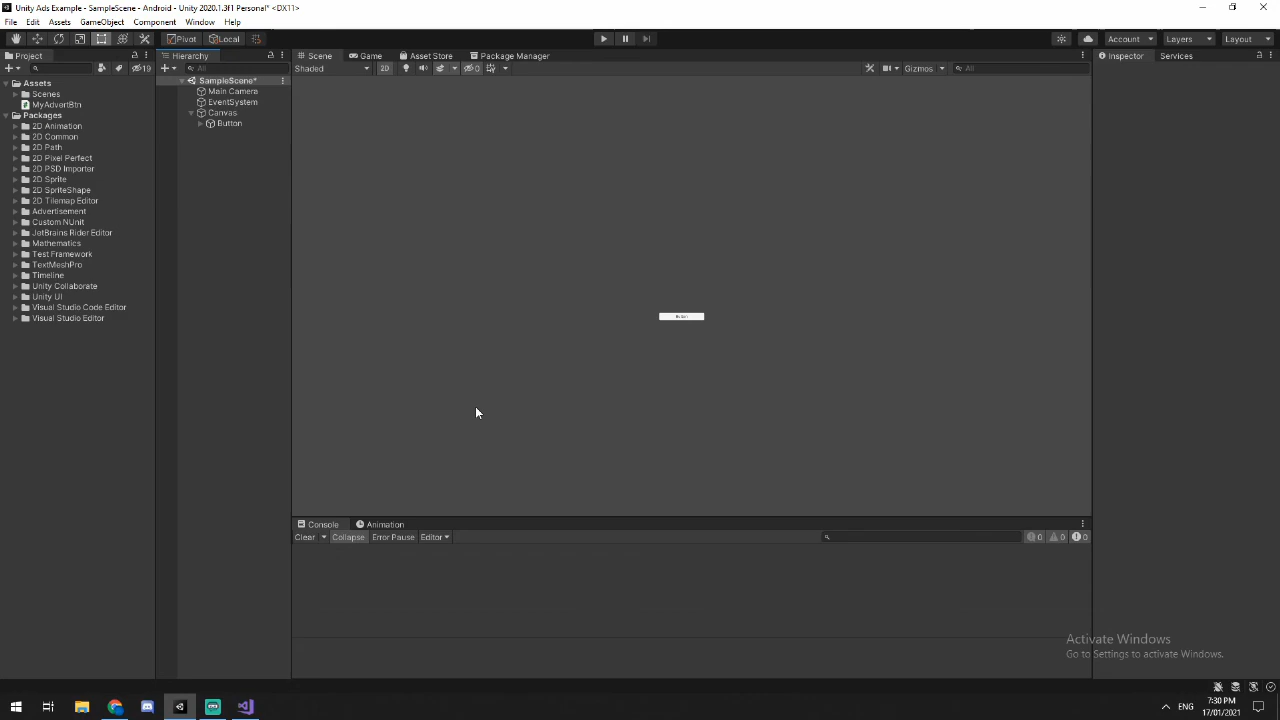 Unity Ads Example - SampleScene - Android - Unity 2020.1.3f1 Personal* <DX11>
File Edit Assets GameObject Component Window Help
Pivot Local Account Layers Layout
Project Hierarchy Scene Game Asset Store Package Manager Inspector Services
19 All Shaded 2D 0 Gizmos All
Assets
Scenes
MyAdvertBtn
Packages
2D Animation
2D Common
2D Path
2D Pixel Perfect
2D PSD Importer
2D Sprite
2D SpriteShape
2D Tilemap Editor
Advertisement
Custom NUnit
JetBrains Rider Editor
Mathematics
Test Framework
TextMeshPro
Timeline
Unity Collaborate
Unity UI
Visual Studio Code Editor
Visual Studio Editor
SampleScene*
Main Camera
EventSystem
Canvas
Button
Button
Console Animation
Clear Collapse Error Pause Editor 0 0 0
Activate Windows
Go to Settings to activate Windows.
ENG
7:30 PM
17/01/2021